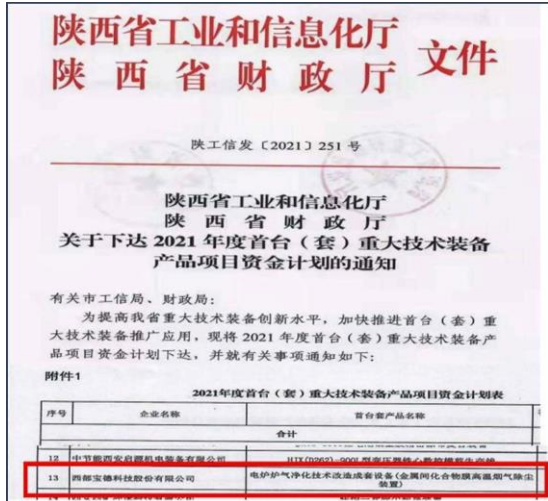 陕西省工业和信息化厅
陕西省财政厅
文件
陕工信发〔2021〕251号
陕西省工业和信息化厅
陕西省财政厅
关于下达2021年度首台（套）重大技术装备
产品项目资金计划的通知
有关市工信局、财政局：
为提高我省重大技术装备创新水平，加快推进首台（套）重
大技术装备推广应用，现将2021年度首台（套）重大技术装备产
品项目资金计划下达，并就有关事项通知如下：
附件1
2021年度首台（套）重大技术装备产品项目资金计划表
序号 企业名称 首台套产品名称
合计
12 中节能西安启源机电装备有限公司
13 西部宝德科技股份有限公司 电炉炉气净化技术改造成套设备(金属间化合物膜高温烟气除尘
装置)